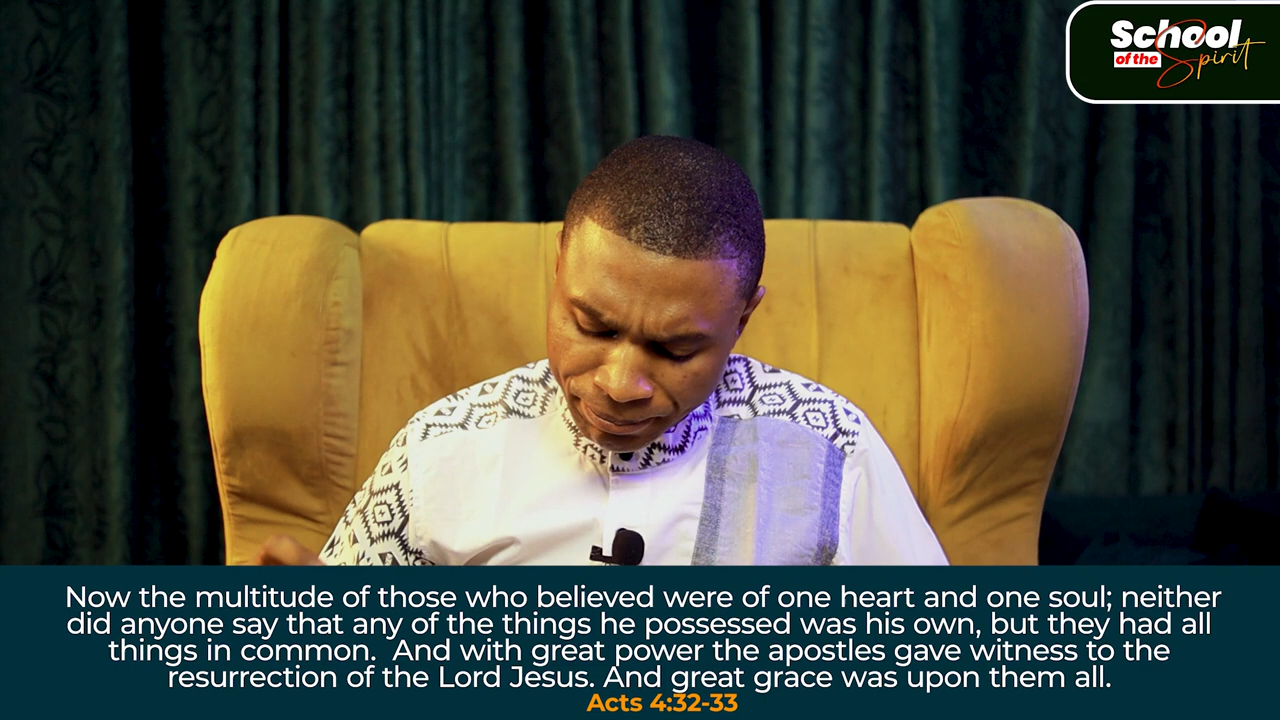 School
of the
Spirit
Now the multitude of those who believed were of one heart and one soul; neither
did anyone say that any of the things he possessed was his own, but they had all
things in common.  And with great power the apostles gave witness to the
resurrection of the Lord Jesus. And great grace was upon them all.
Acts 4:32-33